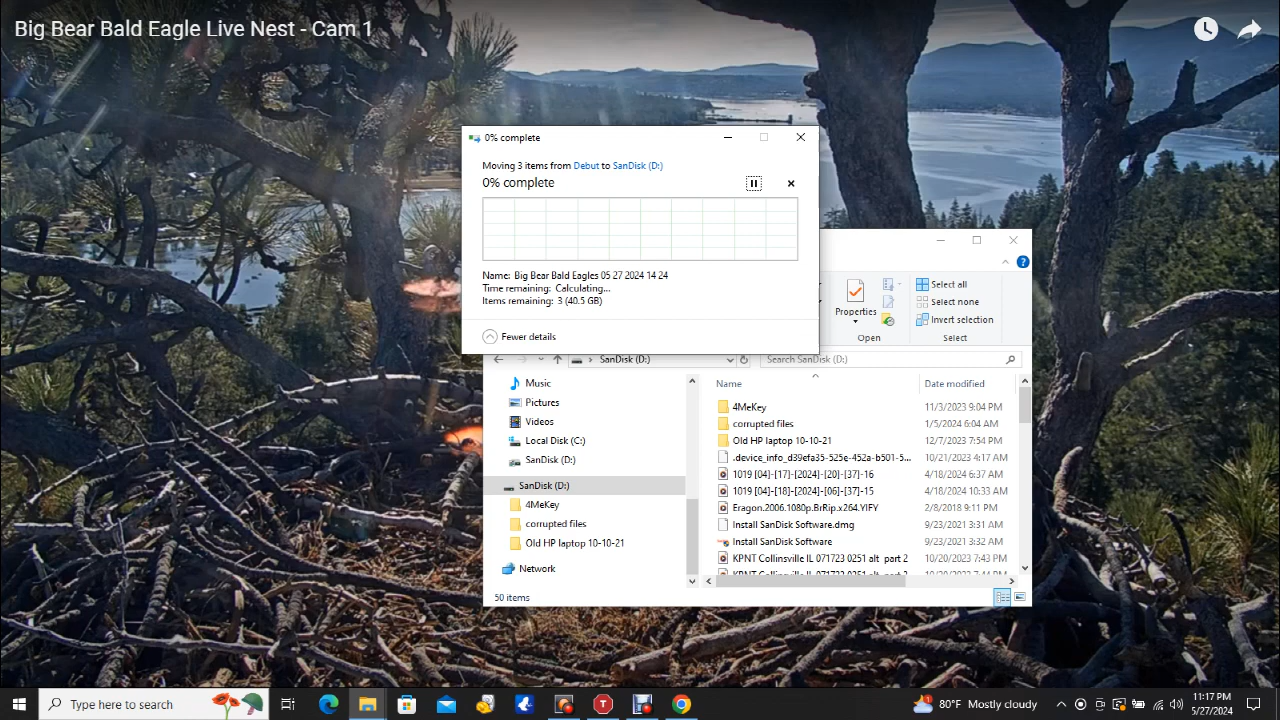 Big Bear Bald Eagle Live Nest - Cam 1
0% complete
Moving 3 items from Debut to SanDisk (D:)
0% complete
Name: Big Bear Bald Eagles 05 27 2024 14 24
Time remaining: Calculating...
Items remaining: 3 (40.5 GB)
Fewer details
Properties
Open
Select all
Select none
Invert selection
Select
SanDisk (D:)
Search SanDisk (D:)
Music
Pictures
Videos
Local Disk (C:)
SanDisk (D:)
SanDisk (D:)
4MeKey
corrupted files
Old HP laptop 10-10-21
Network
Name Date modified
4MeKey 11/3/2023 9:04 PM
corrupted files 1/5/2024 6:04 AM
Old HP laptop 10-10-21 12/7/2023 7:54 PM
.device_info_d39efa35-525e-452a-b501-5... 10/21/2023 4:17 AM
1019 [04]-[17]-[2024]-[20]-[37]-16 4/18/2024 6:37 AM
1019 [04]-[18]-[2024]-[06]-[37]-15 4/18/2024 10:33 AM
Eragon.2006.1080p.BrRip.x264.YIFY 2/8/2018 9:11 PM
Install SanDisk Software.dmg 9/23/2021 3:31 AM
Install SanDisk Software 9/23/2021 3:32 AM
KPNT Collinsville IL 071723 0251 alt part 2 10/20/2023 7:43 PM
50 items
Type here to search
80°F Mostly cloudy
11:17 PM
5/27/2024